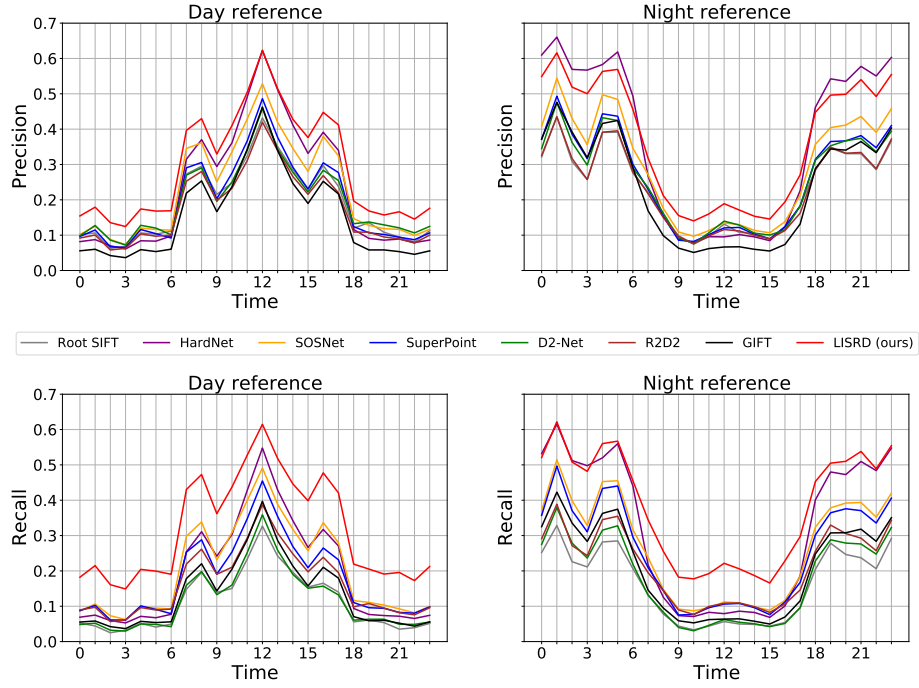 Day reference
Night reference
Precision
0.7
0.6
0.5
0.4
0.3
0.2
0.1
0.0
0 3 6 9 12 15 18 21
Time
Precision
0 3 6 9 12 15 18 21
Time
Root SIFT HardNet SOSNet SuperPoint D2-Net R2D2 GIFT LISRD (ours)
Day reference
Night reference
Recall
0.7
0.6
0.5
0.4
0.3
0.2
0.1
0.0
0 3 6 9 12 15 18 21
Time
Recall
0 3 6 9 12 15 18 21
Time